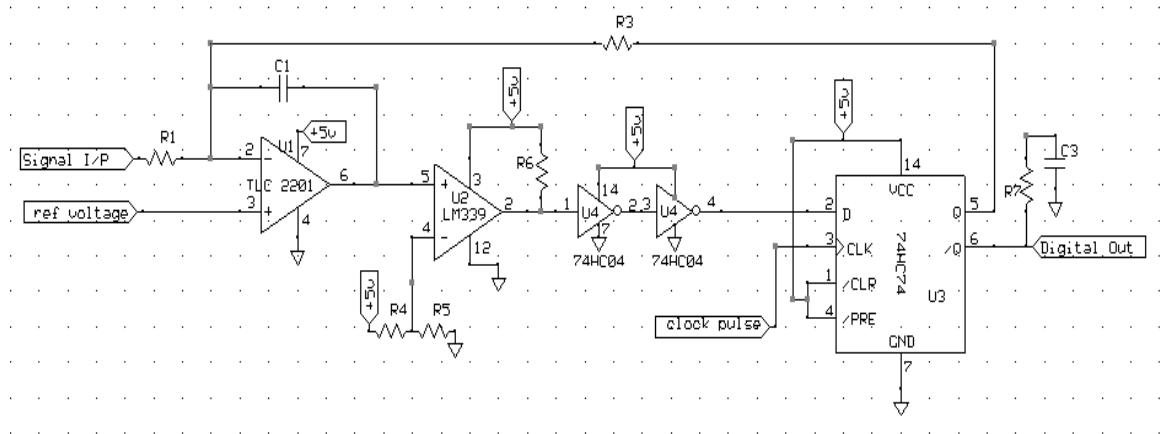 R3
C1
+5v
+5v
+5v
+5v
R1
U1
7
Signal I/P
2
-
TLC 2201
6
ref voltage
3
+
4
5
+
3
U2
LM339
2
4
-
12
R6
1
14
U4
2
3
U4
4
7
74HC04
74HC04
+5v
R4
R5
14
VCC
2
D
Q
5
3
CLK
/Q
6
74HC74
1
/CLR
U3
4
/PRE
GND
7
clock pulse
R7
C3
Digital Out